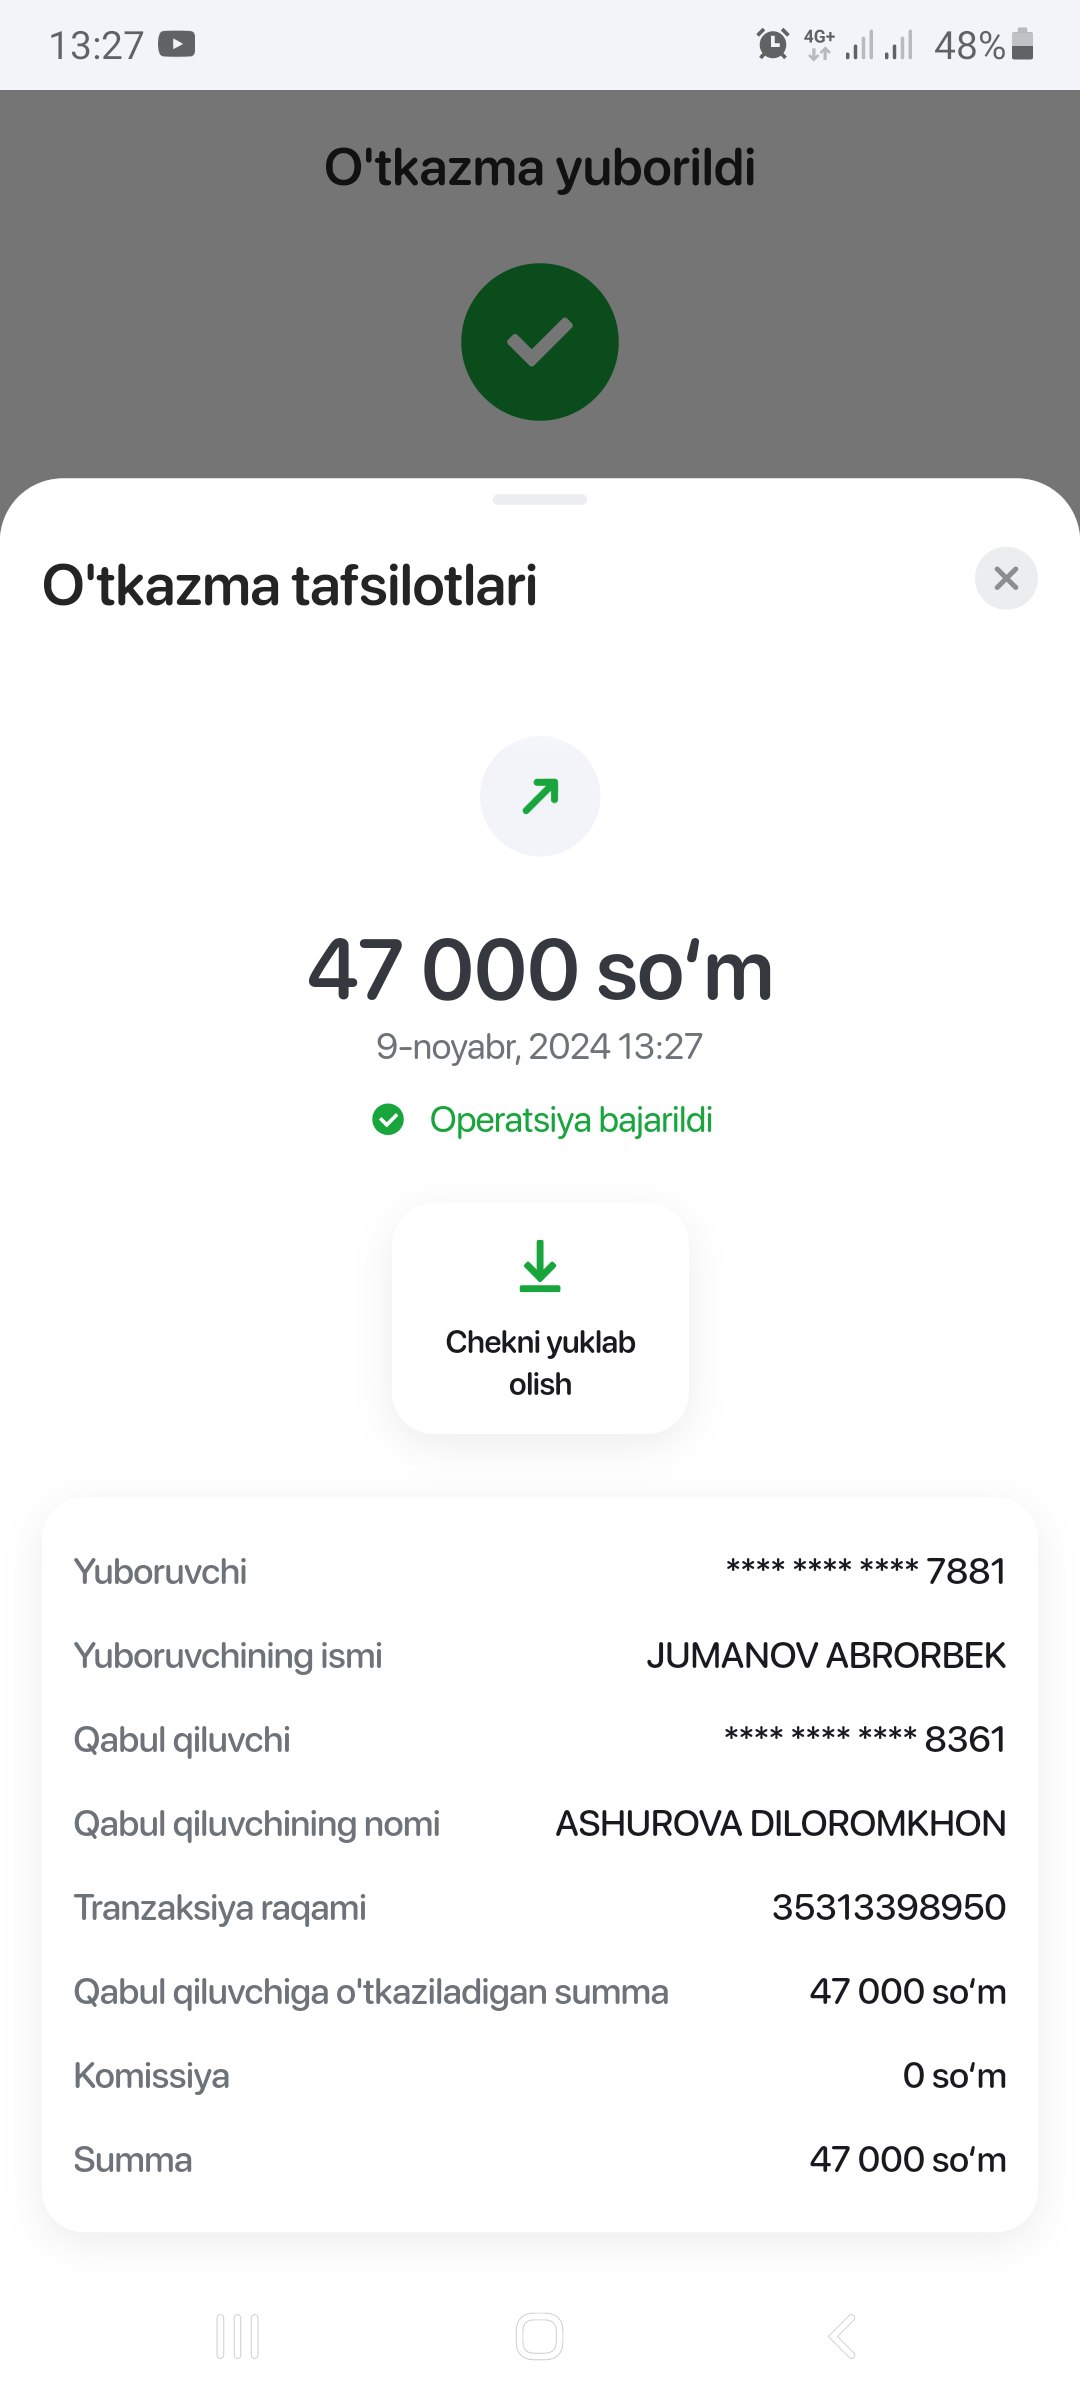 13:27
4G+
48%
O'tkazma yuborildi
O'tkazma tafsilotlari
47 000 so‘m
9-noyabr, 2024 13:27
Operatsiya bajarildi
Chekni yuklab
olish
Yuboruvchi **** **** **** 7881
Yuboruvchining ismi JUMANOV ABRORBEK
Qabul qiluvchi **** **** **** 8361
Qabul qiluvchining nomi ASHUROVA DILOROMKHON
Tranzaksiya raqami 35313398950
Qabul qiluvchiga o'tkaziladigan summa 47 000 so‘m
Komissiya 0 so‘m
Summa 47 000 so‘m